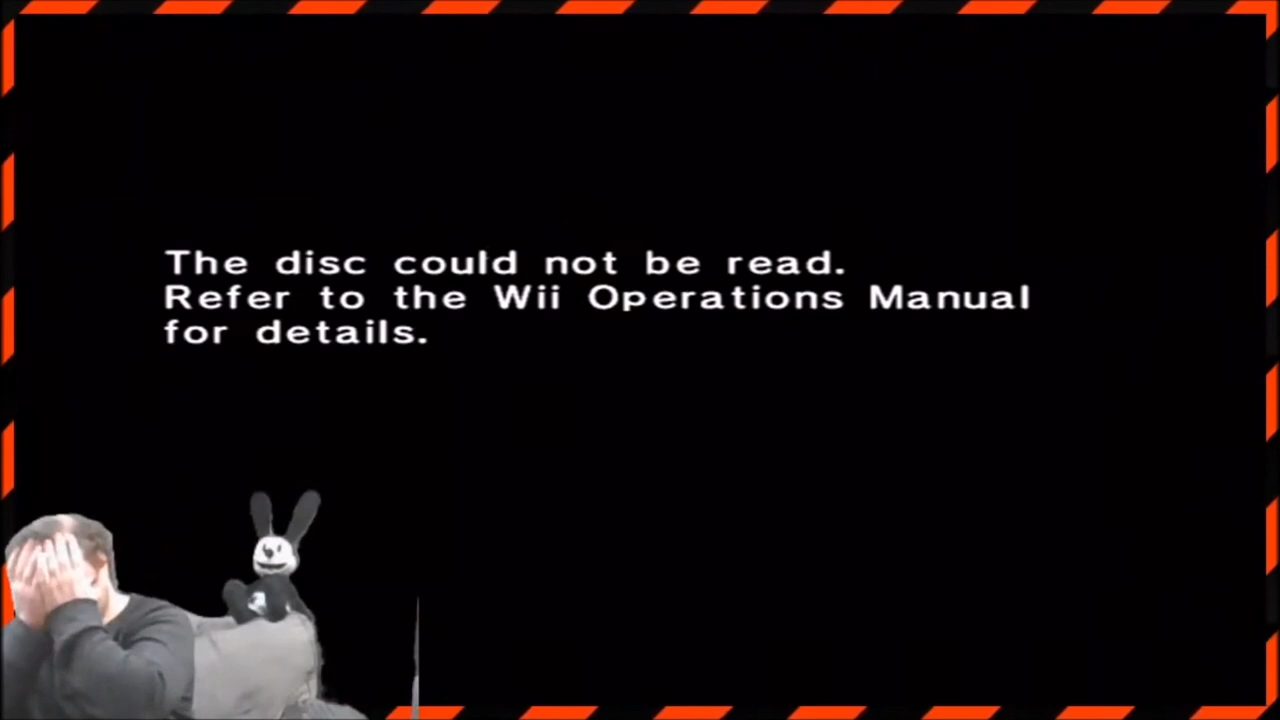 The disc could not be read.
Refer to the Wii Operations Manual
for details.